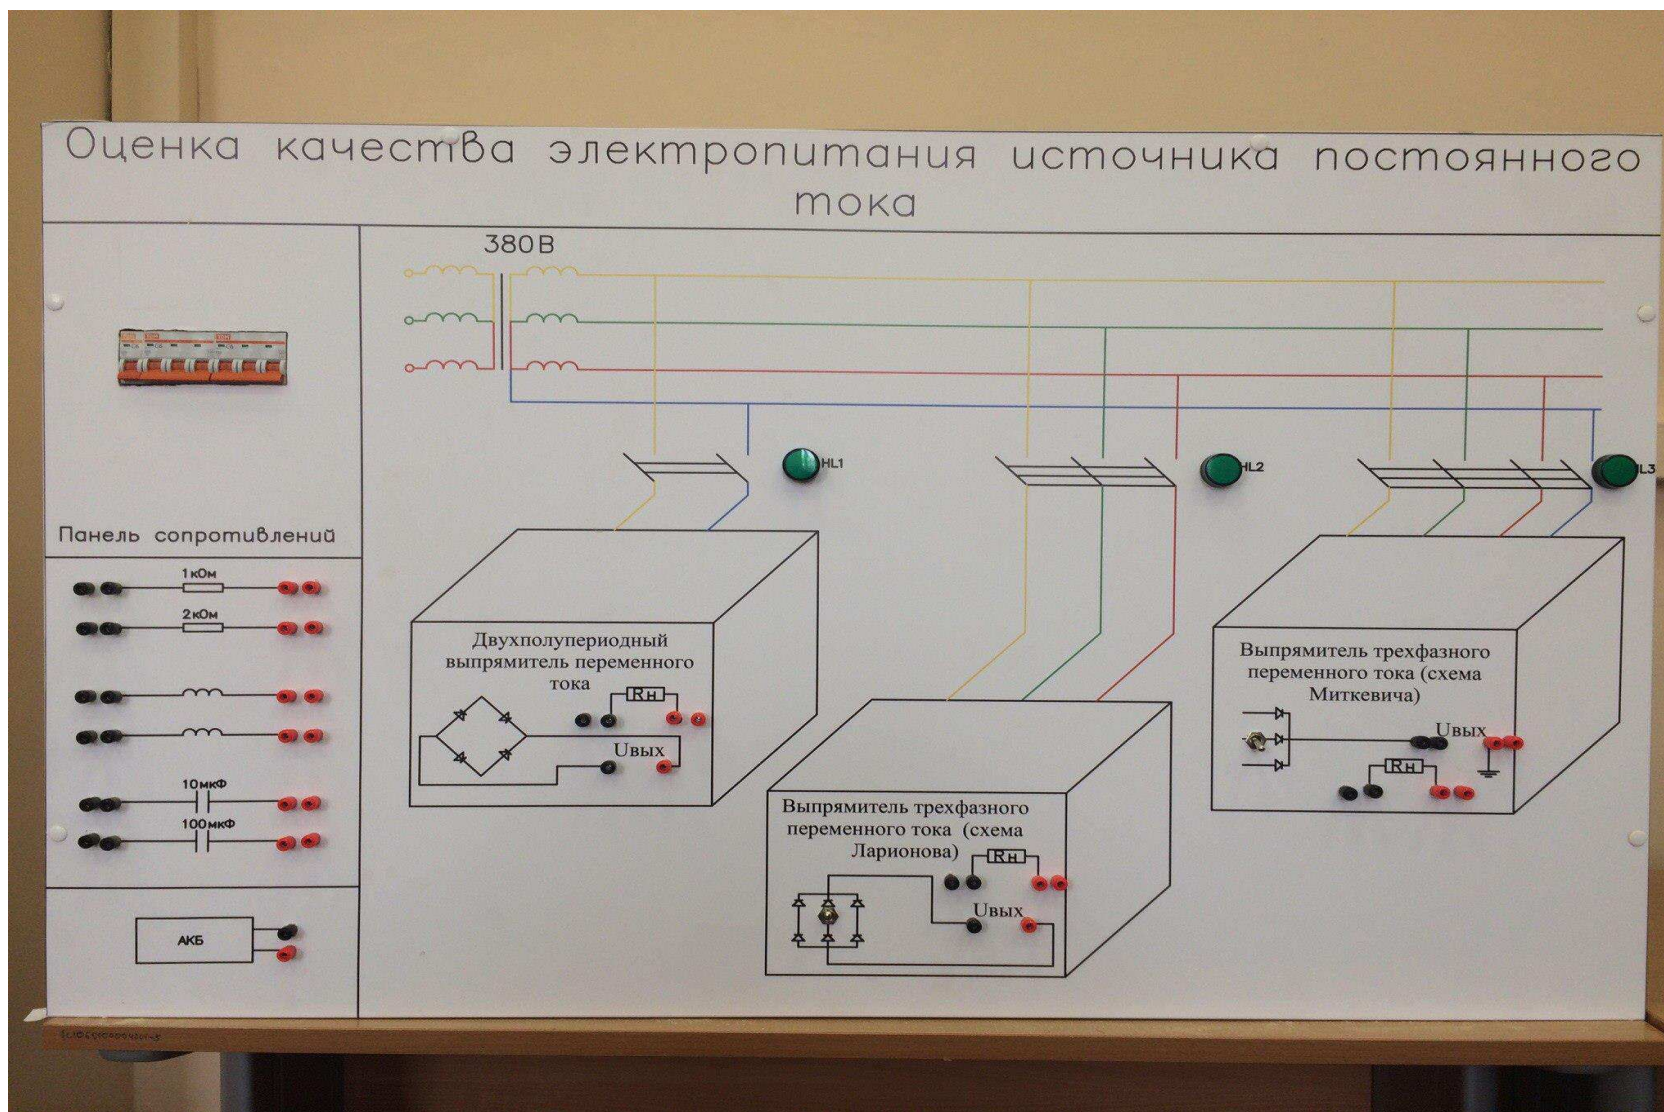 Оценка качества электропитания источника постоянного
тока
380В
HL1
HL2
Панель сопротивлений
1кОм
2кОм
10мкФ
100мкФ
АКБ
Двухполупериодный
выпрямитель переменного
тока
Rн
Uвых
Выпрямитель трехфазного
переменного тока (схема
Ларионова)
Rн
Uвых
Выпрямитель трехфазного
переменного тока (схема
Миткевича)
Uвых
Rн